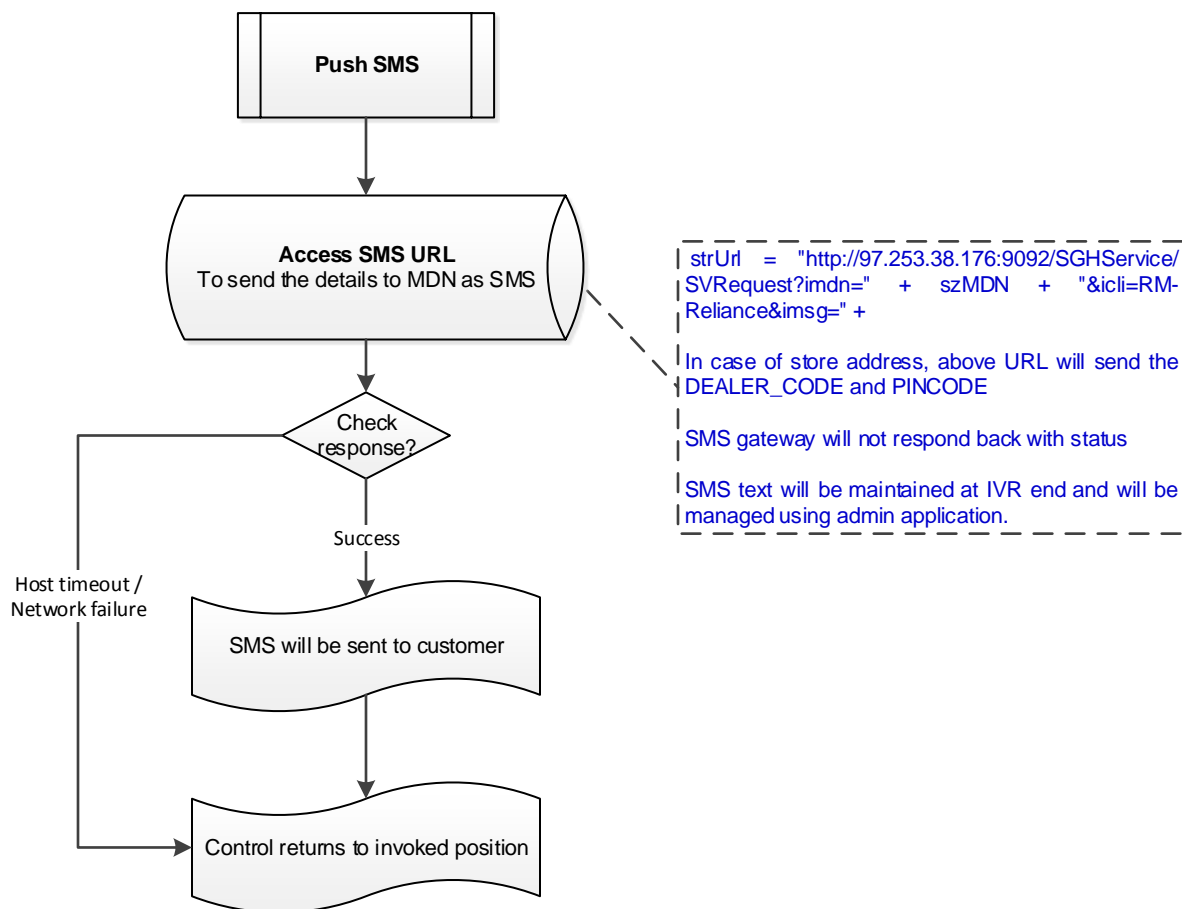 Push SMS
Access SMS URL
To send the details to MDN as SMS
strUrl = "http://97.253.38.176:9092/SGHService/
SVRequest?imdn=" + szMDN + "&icli=RM-
Reliance&imsg=" +
In case of store address, above URL will send the
DEALER_CODE and PINCODE
SMS gateway will not respond back with status
SMS text will be maintained at IVR end and will be
managed using admin application.
Check
response?
Success
Host timeout /
Network failure
SMS will be sent to customer
Control returns to invoked position